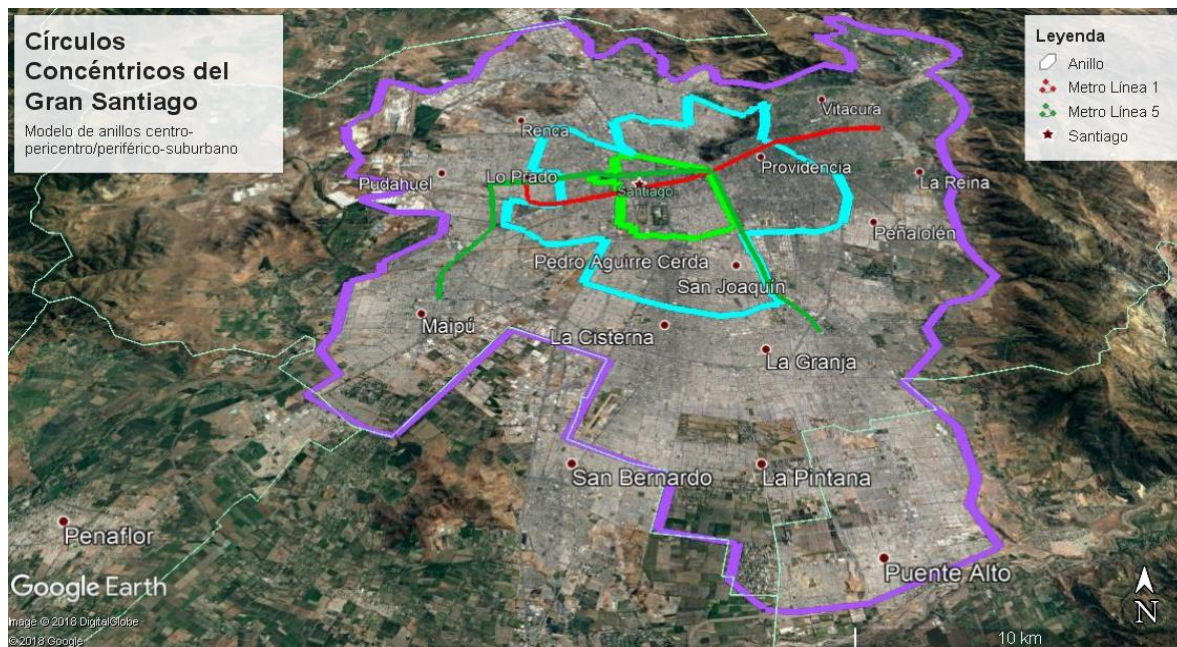 Círculos
Concéntricos del
Gran Santiago
Modelo de anillos centro-
pericentro/periférico-suburbano
Leyenda
Anillo
Metro Línea 1
Metro Línea 5
Santiago
Vitacura
Renca
Providencia
Pudahuel
Lo Prado
Santiago
La Reina
Peñalolén
Pedro Aguirre Cerda
San Joaquín
Maipú
La Cisterna
La Granja
San Bernardo
La Pintana
Penaflor
Puente Alto
Google Earth
mage © 2018 DigitalGlobe
© 2018 Google
N
10 km